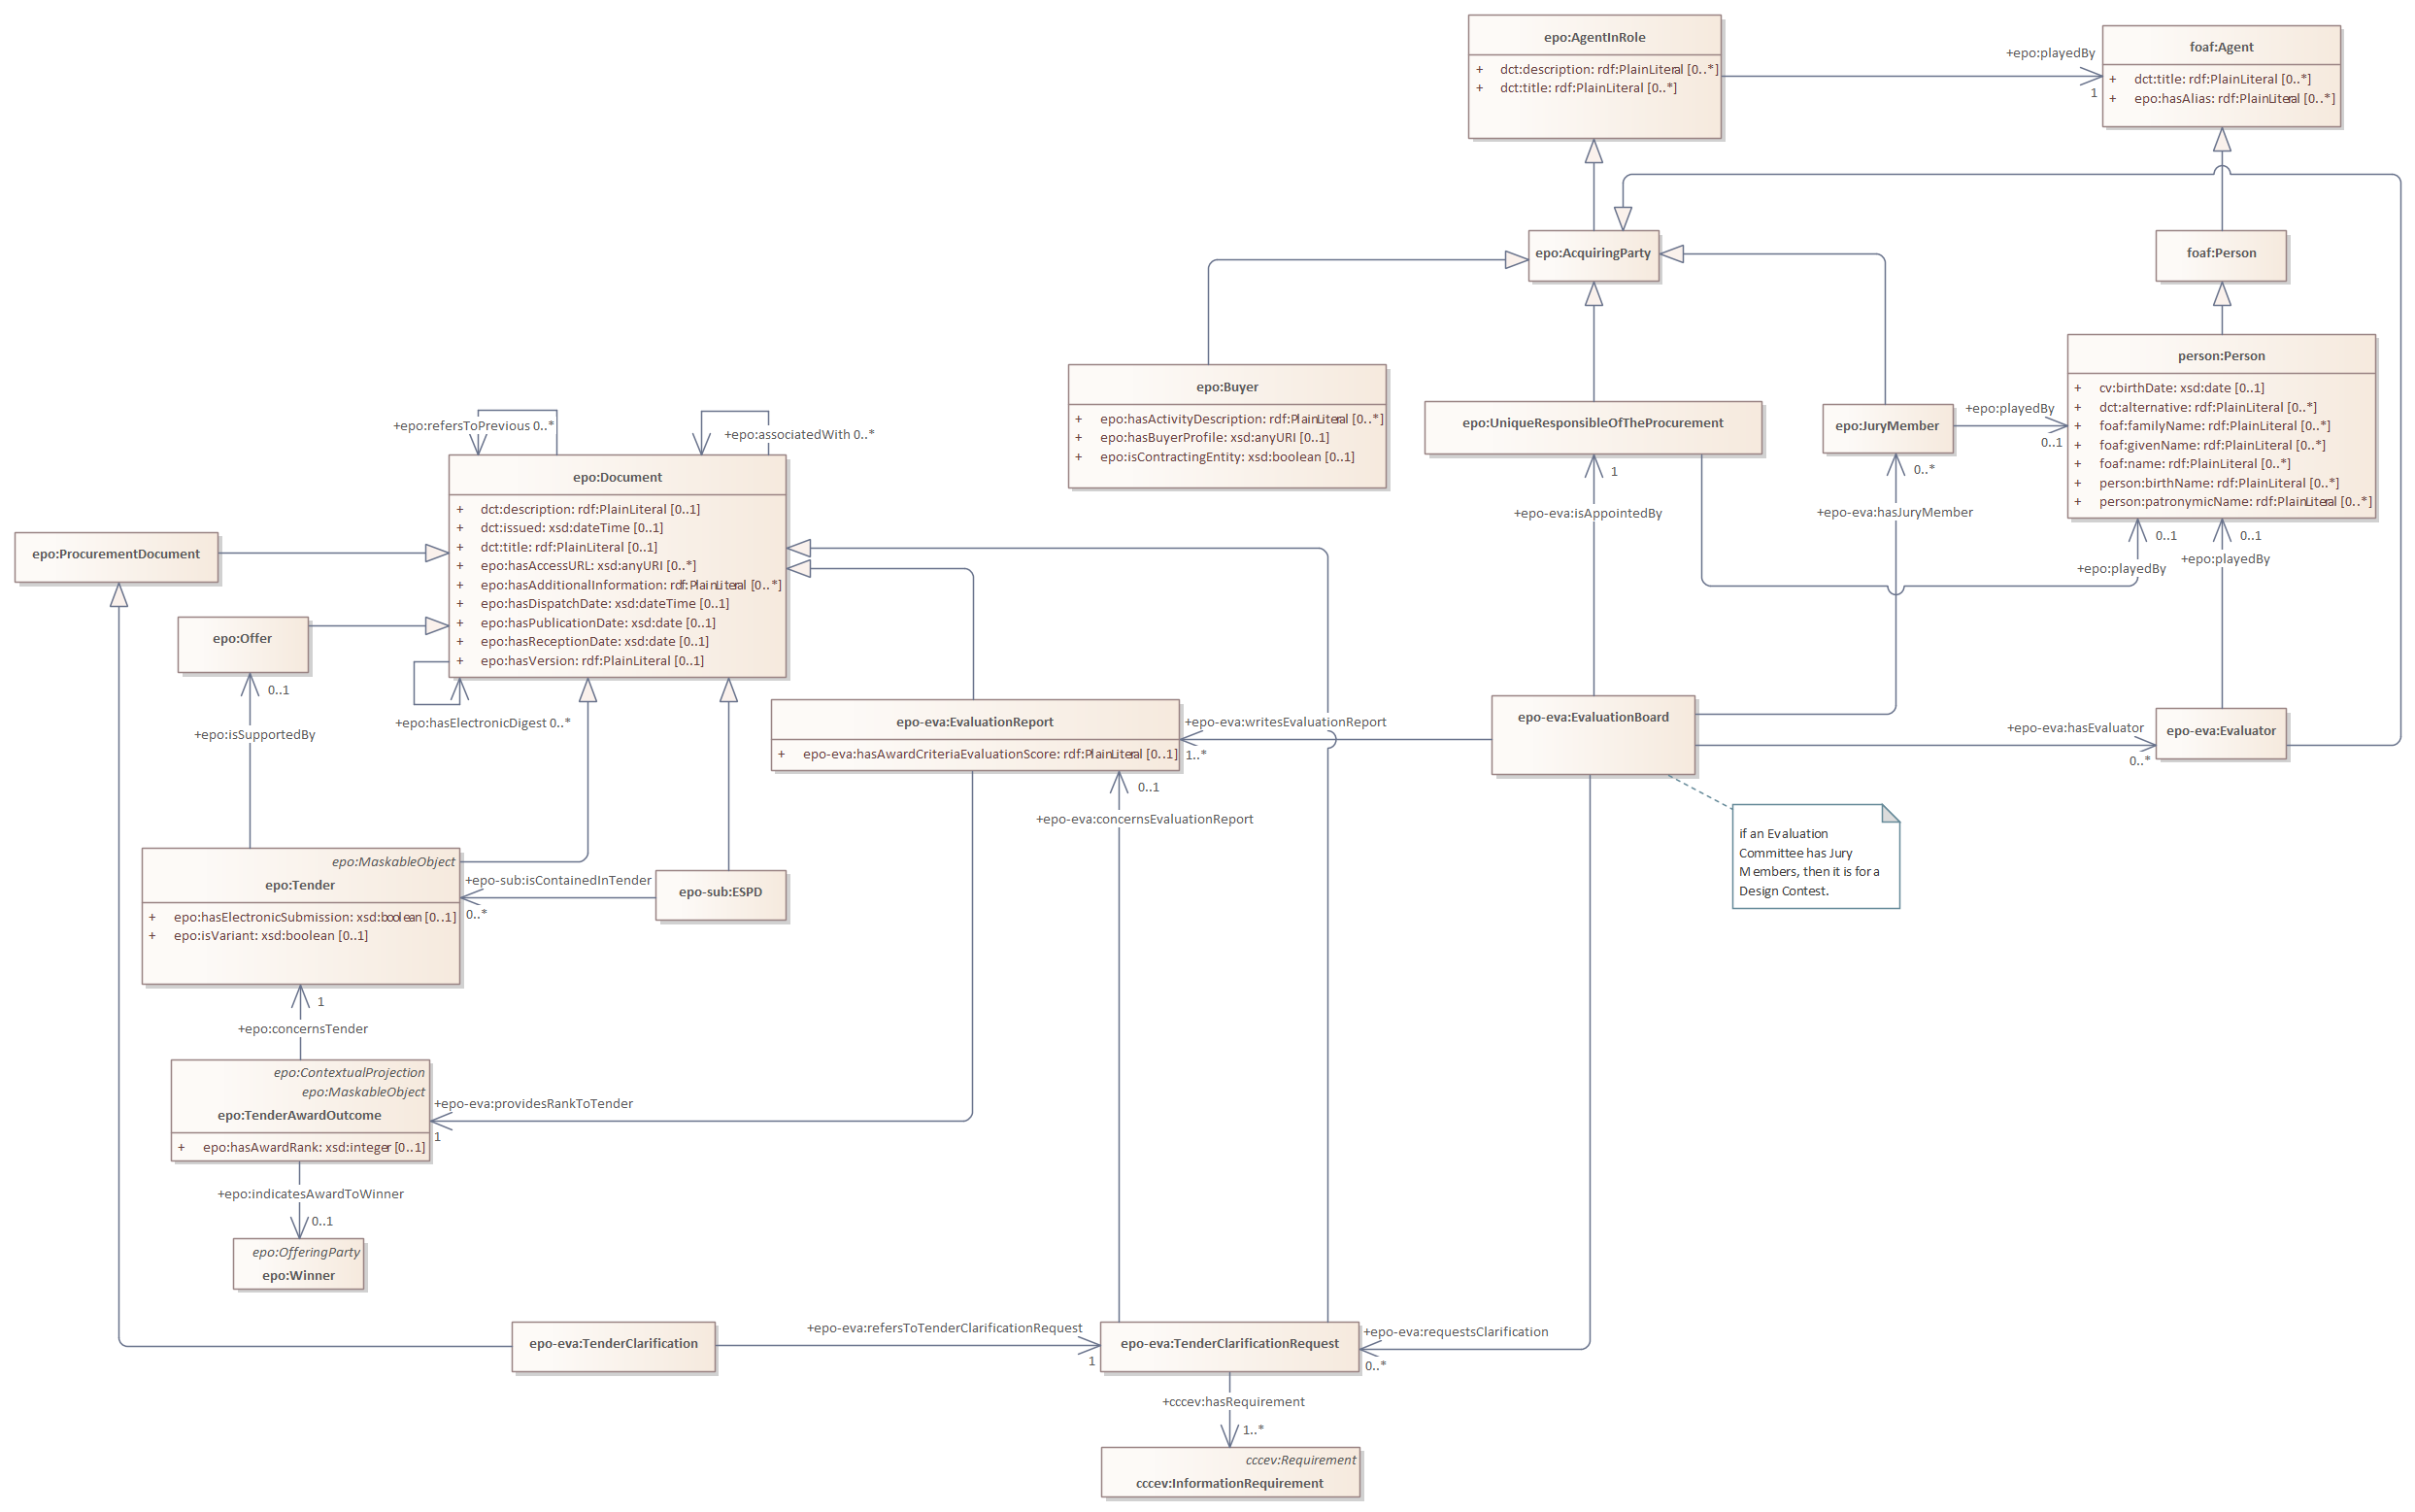 epo:AgentInRole
+ dct:description: rdf:PlainLiteral [0..*]
+ dct:title: rdf:PlainLiteral [0..*]
+epo:playedBy
1
foaf:Agent
+ dct:title: rdf:PlainLiteral [0..*]
+ epo:hasAlias: rdf:PlainLiteral [0..*]
epo:AcquiringParty
foaf:Person
epo:Buyer
+ epo:hasActivityDescription: rdf:PlainLiteral [0..*]
+ epo:hasBuyerProfile: xsd:anyURI [0..1]
+ epo:isContractingEntity: xsd:boolean [0..1]
epo:UniqueResponsibleOfTheProcurement
epo:JuryMember
+epo:playedBy
0..1
person:Person
+ cv:birthDate: xsd:date [0..1]
+ dct:alternative: rdf:PlainLiteral [0..*]
+ foaf:familyName: rdf:PlainLiteral [0..*]
+ foaf:givenName: rdf:PlainLiteral [0..*]
+ foaf:name: rdf:PlainLiteral [0..*]
+ person:birthName: rdf:PlainLiteral [0..*]
+ person:patronymicName: rdf:PlainLiteral [0..*]
+epo:refersToPrevious 0..*
+epo:associatedWith 0..*
epo:Document
+ dct:description: rdf:PlainLiteral [0..1]
+ dct:issued: xsd:dateTime [0..1]
+ dct:title: rdf:PlainLiteral [0..1]
+ epo:hasAccessURL: xsd:anyURI [0..*]
+ epo:hasAdditionalInformation: rdf:PlainLiteral [0..*]
+ epo:hasDispatchDate: xsd:dateTime [0..1]
+ epo:hasPublicationDate: xsd:date [0..1]
+ epo:hasReceptionDate: xsd:date [0..1]
+ epo:hasVersion: rdf:PlainLiteral [0..1]
+epo:hasElectronicDigest 0..*
epo:ProcurementDocument
epo:Offer
0..1
+epo:isSupportedBy
1
+epo-eva:isAppointedBy
0..*
+epo-eva:hasJuryMember
0..1
+epo:playedBy
0..1
+epo:playedBy
epo-eva:EvaluationReport
+ epo-eva:hasAwardCriteriaEvaluationScore: rdf:PlainLiteral [0..1]
+epo-eva:writesEvaluationReport
1..*
epo-eva:EvaluationBoard
+epo-eva:hasEvaluator
0..*
epo-eva:Evaluator
0..1
+epo-eva:concernsEvaluationReport
if an Evaluation
Committee has Jury
Members, then it is for a
Design Contest.
epo:MaskableObject
epo:Tender
+ epo:hasElectronicSubmission: xsd:boolean [0..1]
+ epo:isVariant: xsd:boolean [0..1]
+epo-sub:isContainedInTender
0..*
epo-sub:ESPD
1
+epo:concernsTender
epo:ContextualProjection
epo:MaskableObject
epo:TenderAwardOutcome
+ epo:hasAwardRank: xsd:integer [0..1]
+epo-eva:providesRankToTender
1
+epo:indicatesAwardToWinner
0..1
epo:OfferingParty
epo:Winner
epo-eva:TenderClarification
+epo-eva:refersToTenderClarificationRequest
1
epo-eva:TenderClarificationRequest
+epo-eva:requestsClarification
0..*
+cccev:hasRequirement
1..*
cccev:Requirement
cccev:InformationRequirement